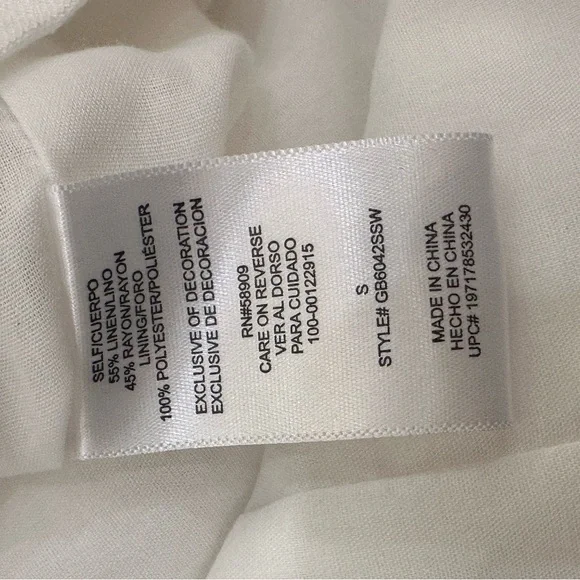 SELF/CUERPO
55% LINEN/LINO
45% RAYON/RAYON
LINING/FORO
100% POLYESTER/POLIÉSTER
EXCLUSIVE OF DECORATION
EXCLUSIVE DE DECORACION
RN#58909
CARE ON REVERSE
VER AL DORSO
PARA CUIDADO
100-00122915
S
STYLE# GB6042SSW
MADE IN CHINA
HECHO EN CHINA
UPC# 197178532430